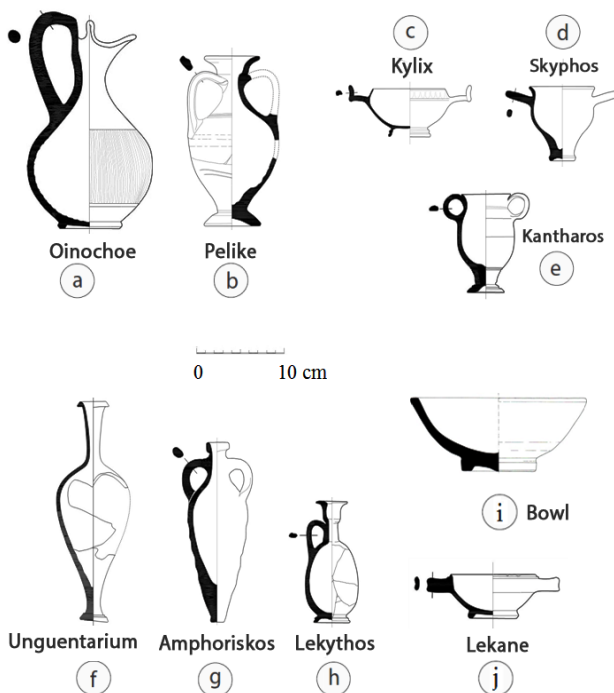 c
Kylix
d
Skyphos
Oinochoe
a
Pelike
b
Kantharos
e
0 10 cm
i Bowl
Unguentarium
f
Amphoriskos
g
Lekythos
h
Lekane
j